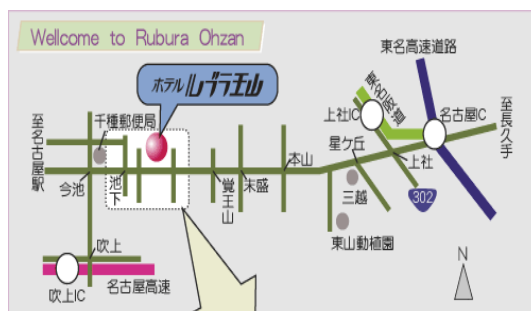 Wellcome to Rubura Ohzan
東名高速道路
ホテルルブラ王山
東名阪道
上社IC
名古屋IC
至長久手
至名古屋駅
千種郵便局
星ケ丘
上社
本山
今池
池下
覚王山
末盛
三越
302
東山動植園
吹上
N
吹上IC
名古屋高速